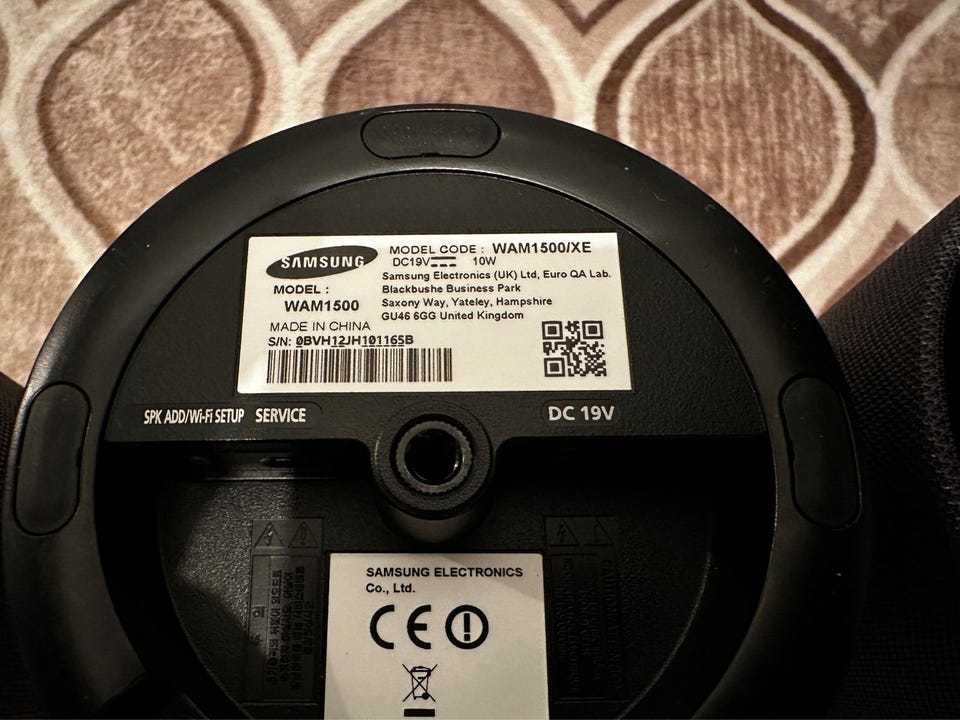 SAMSUNG
MODEL CODE : WAM1500/XE
DC19V 10W
MODEL :
WAM1500
Samsung Electronics (UK) Ltd, Euro QA Lab.
Blackbushe Business Park
Saxony Way, Yateley, Hampshire
GU46 6GG United Kingdom
MADE IN CHINA
S/N: 0BVH12JH101165B
SPK ADD/Wi-Fi SETUP SERVICE
DC 19V
SAMSUNG ELECTRONICS
Co., Ltd.
CE